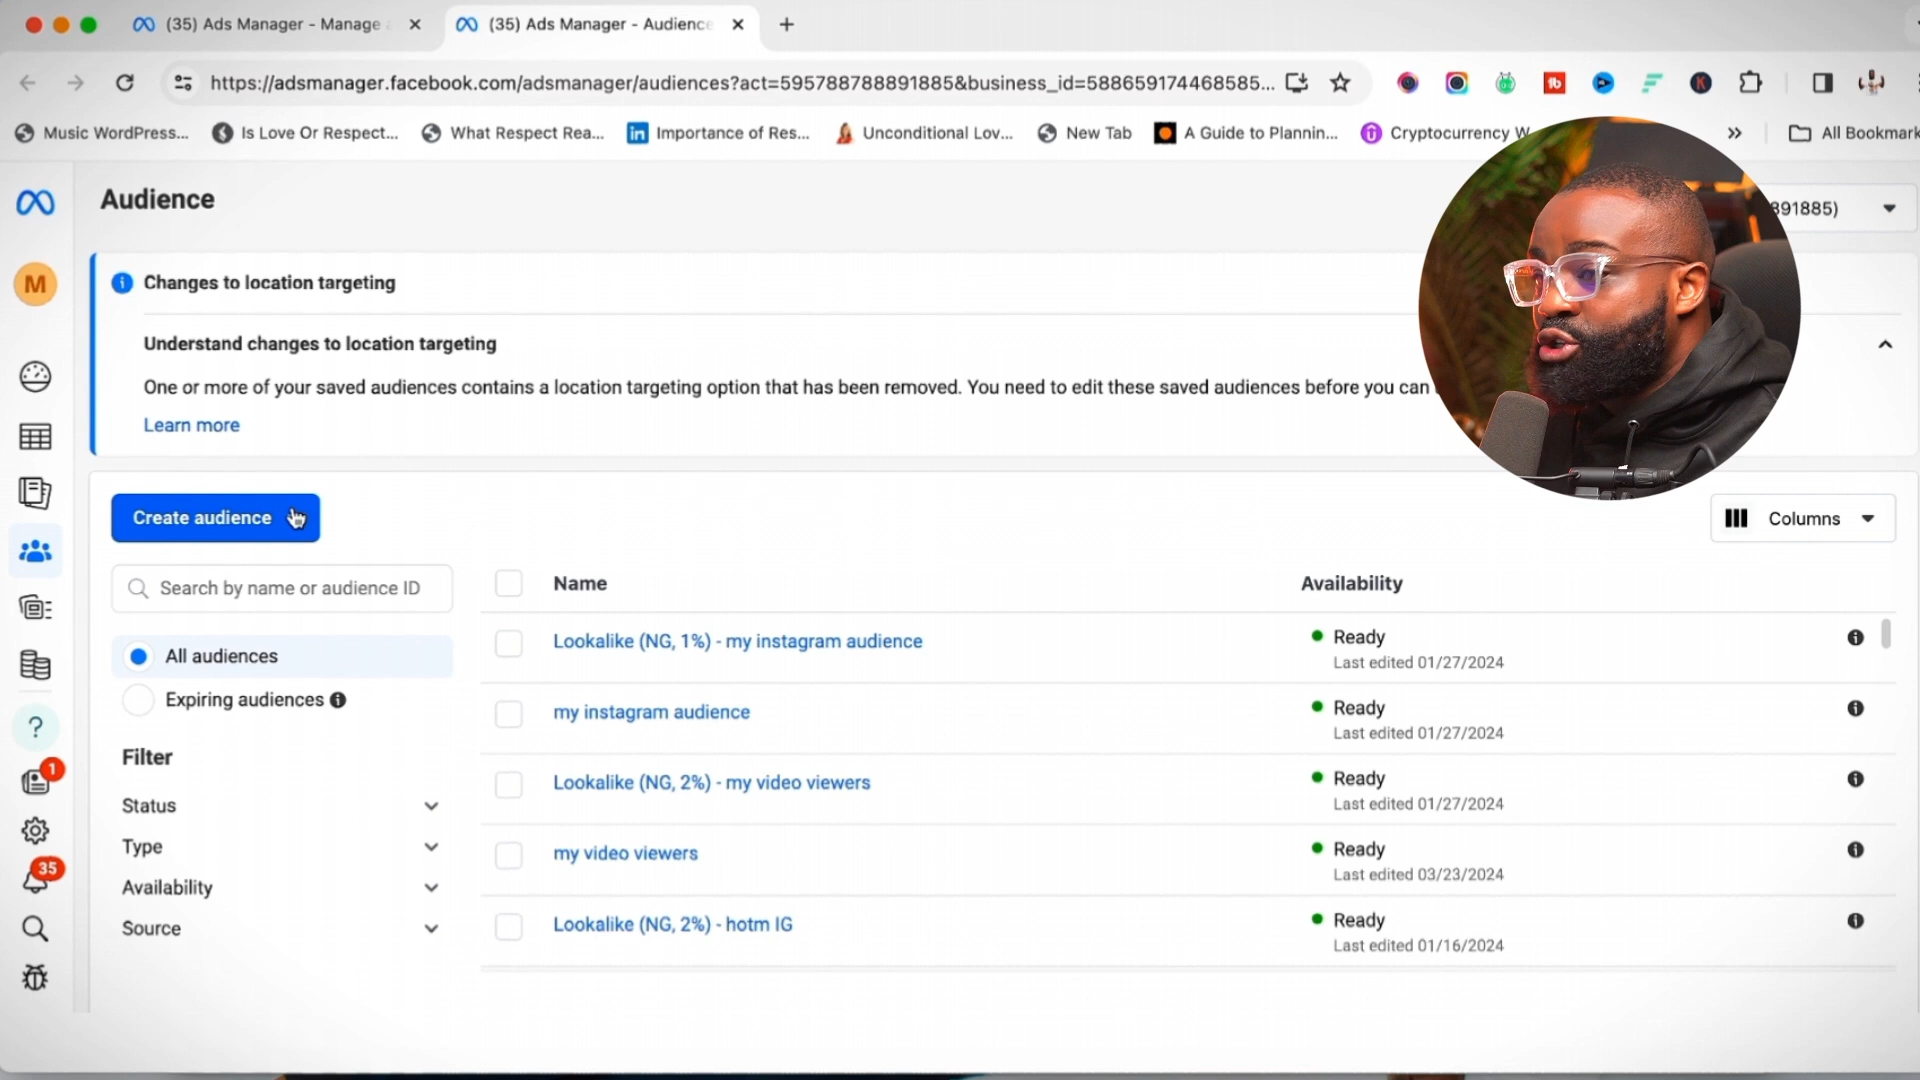 (35) Ads Manager - Manage
(35) Ads Manager - Audience
https://adsmanager.facebook.com/adsmanager/audiences?act=595788788891885&business_id=588659174468585...
tb
K
Music WordPress...
Is Love Or Respect...
What Respect Rea...
in
Importance of Res...
Unconditional Lov...
New Tab
A Guide to Plannin...
Cryptocurrency W
All Bookmark
Audience
891885)
M
Changes to location targeting
Understand changes to location targeting
One or more of your saved audiences contains a location targeting option that has been removed. You need to edit these saved audiences before you can
Learn more
Create audience
Columns
Search by name or audience ID
Name
Availability
All audiences
Expiring audiences
Filter
Status
Type
Availability
Source
Lookalike (NG, 1%) - my instagram audience
Ready
Last edited 01/27/2024
my instagram audience
Ready
Last edited 01/27/2024
Lookalike (NG, 2%) - my video viewers
Ready
Last edited 01/27/2024
my video viewers
Ready
Last edited 03/23/2024
Lookalike (NG, 2%) - hotm IG
Ready
Last edited 01/16/2024
?
1
35